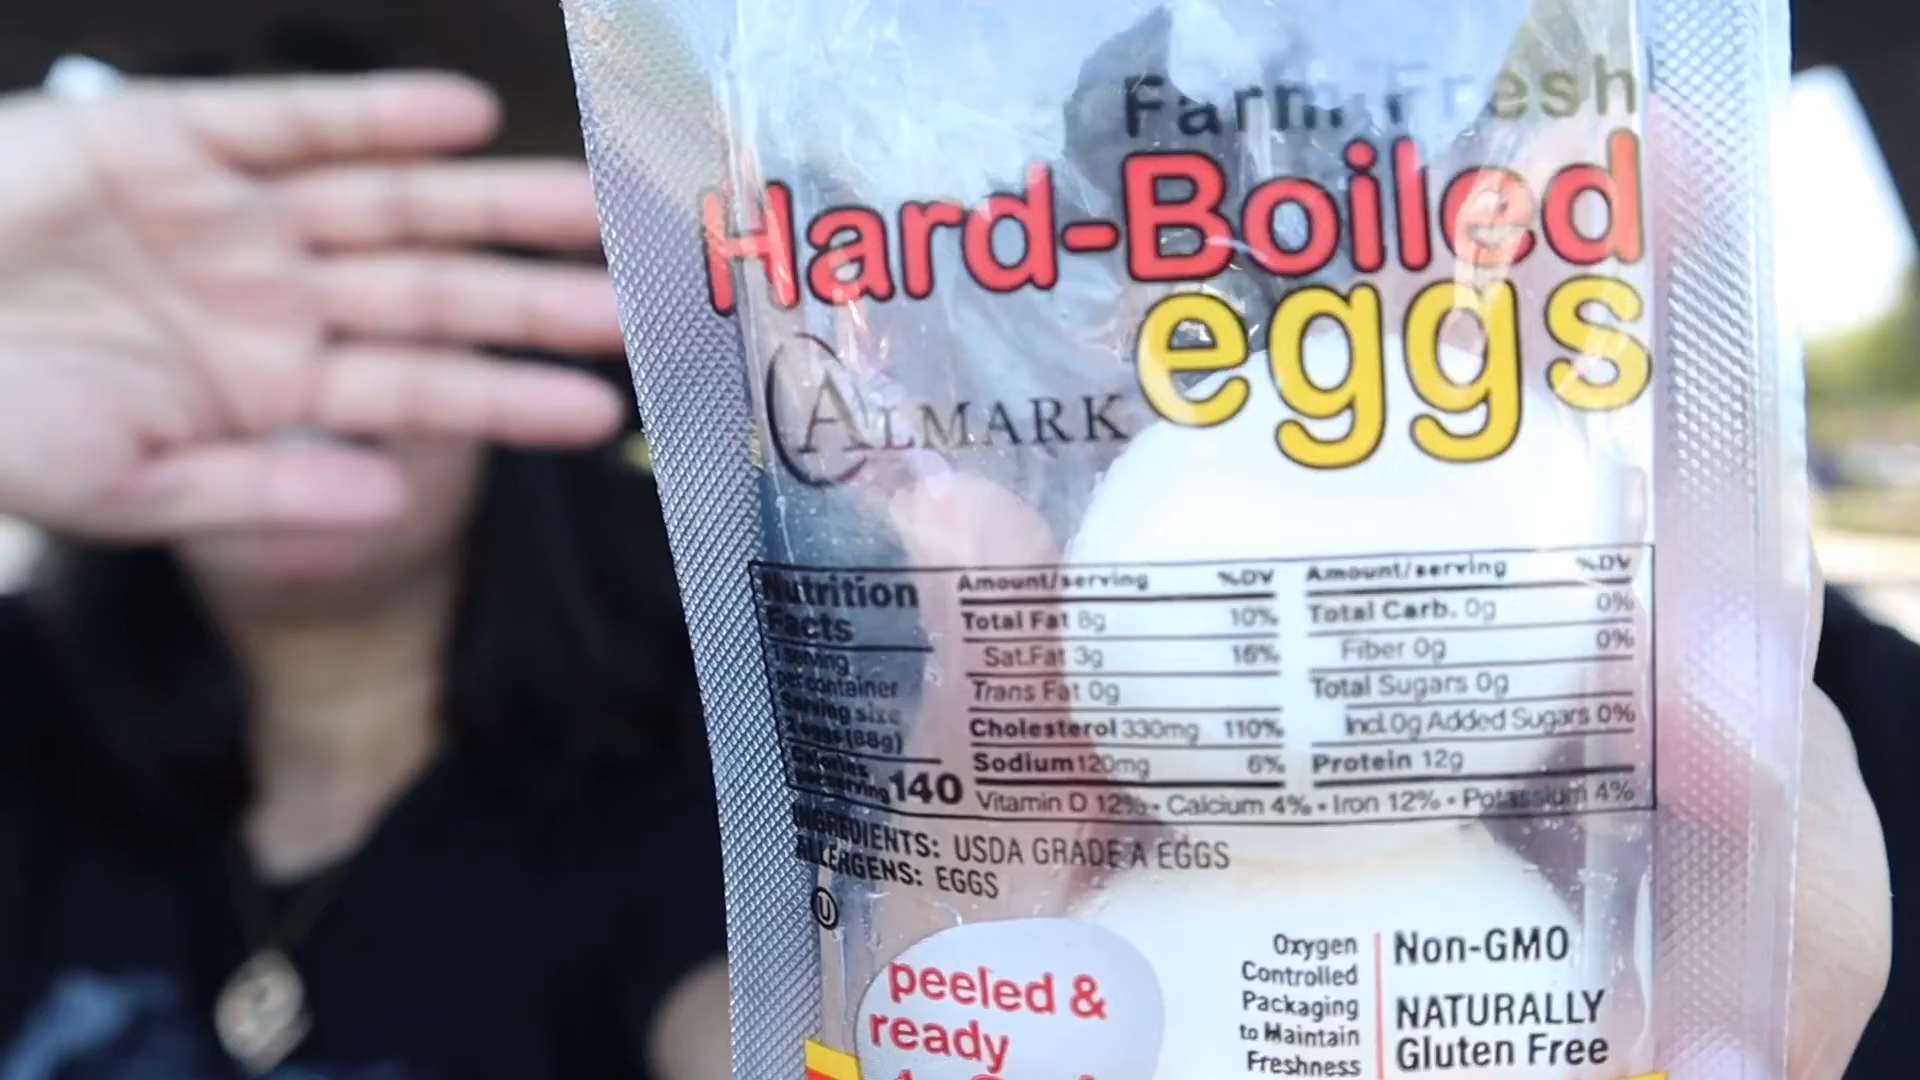 Farm Fresh
Hard-Boiled
eggs
ALMARK
Nutrition
Facts
1 serving
per container
Serving size
2 eggs (88g)
Calories
per serving 140
Amount/serving %DV
Total Fat 8g 10%
Sat.Fat 3g 16%
Trans Fat 0g
Cholesterol 330mg 110%
Sodium 120mg 6%
Amount/serving %DV
Total Carb. 0g 0%
Fiber 0g 0%
Total Sugars 0g
Incl.0g Added Sugars 0%
Protein 12g
Vitamin D 12% • Calcium 4% • Iron 12% • Potassium 4%
INGREDIENTS: USDA GRADE A EGGS
ALLERGENS: EGGS
U
peeled &
ready
Oxygen
Controlled
Packaging
to Maintain
Freshness
Non-GMO
NATURALLY
Gluten Free